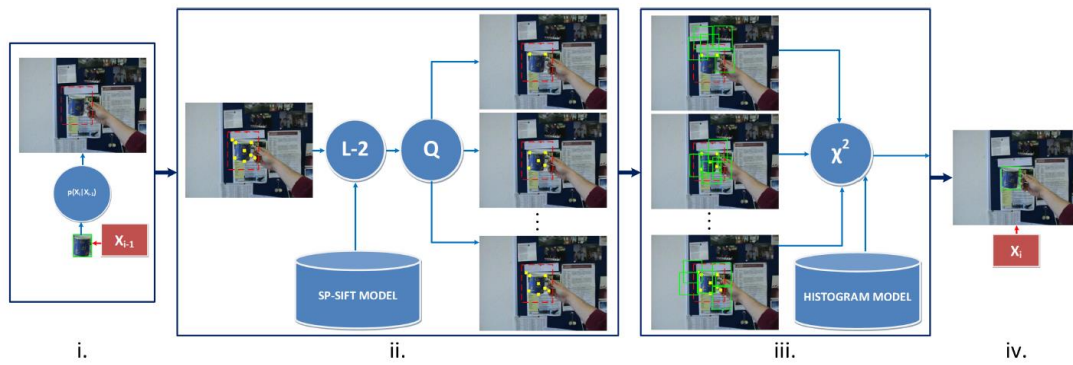 p(Xᵢ|Xᵢ₋₁)
Xᵢ₋₁
i.
L-2
Q
SP-SIFT MODEL
⋮
ii.
χ²
⋮
HISTOGRAM MODEL
iii.
Xᵢ
iv.